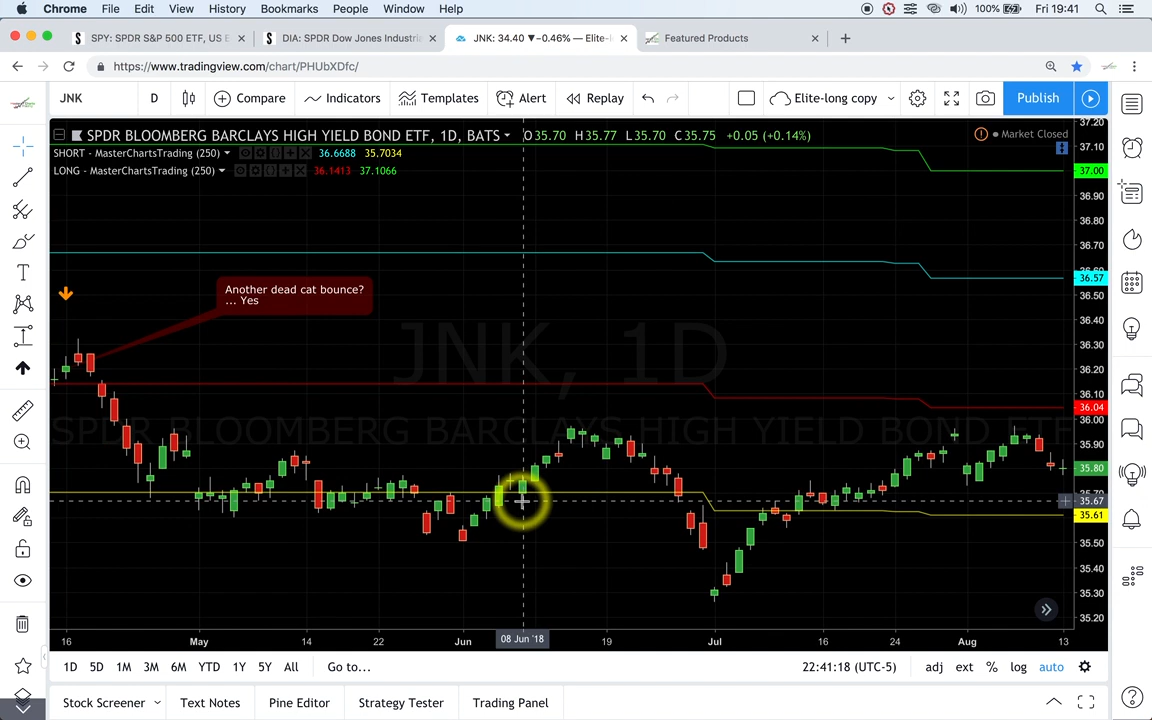 Chrome File Edit View History Bookmarks People Window Help 100% Fri 19:41
SPY: SPDR S&P 500 ETF, US E
DIA: SPDR Dow Jones Industria
JNK: 34.40 ▼−0.46% — Elite-l
Featured Products
https://www.tradingview.com/chart/PHUbXDfc/
JNK D Compare Indicators Templates Alert Replay Elite-long copy Publish
SPDR BLOOMBERG BARCLAYS HIGH YIELD BOND ETF, 1D, BATS O35.70 H35.77 L35.70 C35.75 +0.05 (+0.14%)
Market Closed
SHORT - MasterChartsTrading (250) 36.6688 35.7034
LONG - MasterChartsTrading (250) 36.1413 37.1066
Another dead cat bounce?
... Yes
JNK, 1D
SPDR BLOOMBERG BARCLAYS HIGH YIELD BOND ETF
37.20
37.10
37.00
36.90
36.80
36.70
36.57
36.50
36.40
36.30
36.20
36.10
36.04
36.00
35.90
35.80
35.67
35.61
35.50
35.40
35.30
35.20
16 May 14 22 Jun 08 Jun '18 19 Jul 16 24 Aug 13
1D 5D 1M 3M 6M YTD 1Y 5Y All Go to... 22:41:18 (UTC-5) adj ext % log auto
Stock Screener Text Notes Pine Editor Strategy Tester Trading Panel